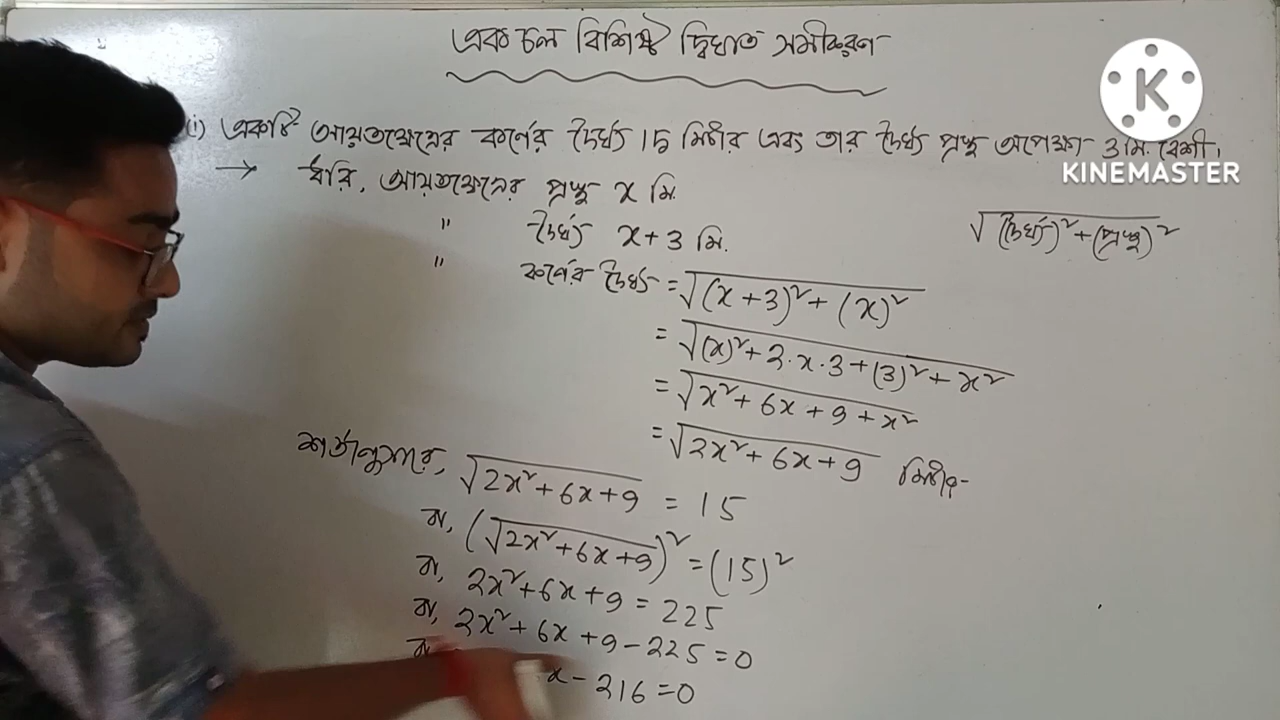 একচল বিশিষ্ট দ্বিঘাত সমীকরণ
K
KINEMASTER
(i) একটি আয়তক্ষেত্রের কর্ণের দৈর্ঘ্য 15 মিটার এবং তার দৈর্ঘ্য প্রস্থ অপেক্ষা 3 মি. বেশী।
→ ধরি, আয়তক্ষেত্রের প্রস্থ x মি.
" দৈর্ঘ্য x+3 মি.
√(দৈর্ঘ্য)²+(প্রস্থ)²
" কর্ণের দৈর্ঘ্য = √(x+3)²+(x)²
= √(x)²+2·x·3+(3)²+x²
= √x²+6x+9+x²
= √2x²+6x+9 মিটার
শর্তানুসারে, √2x²+6x+9 = 15
বা, (√2x²+6x+9)² = (15)²
বা, 2x²+6x+9 = 225
বা, 2x²+6x+9-225=0
বা, x-216=0